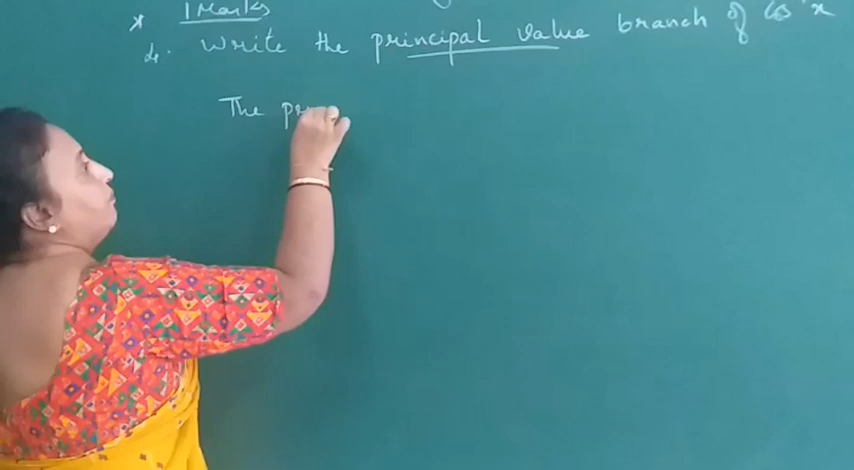 * 1 Marks
1. Write the principal value branch of cos⁻¹x
The pr